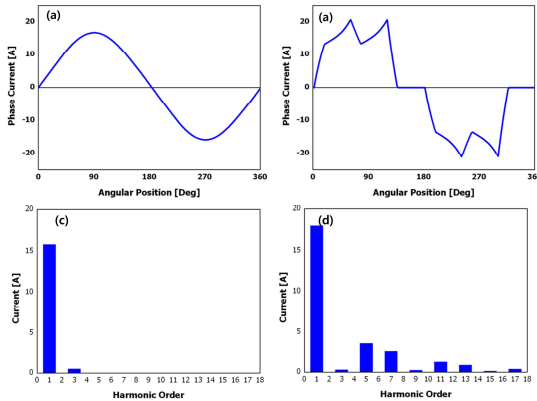 (a)
20
10
0
-10
-20
Phase Current [A]
0 90 180 270 360
Angular Position [Deg]
(a)
20
10
0
-10
-20
Phase Current [A]
0 90 180 270 36
Angular Position [Deg]
(c)
20
15
10
5
0
Current [A]
0 1 2 3 4 5 6 7 8 9 10 11 12 13 14 15 16 17 18
Harmonic Order
(d)
20
15
10
5
0
Current [A]
0 1 2 3 4 5 6 7 8 9 10 11 12 13 14 15 16 17 18
Harmonic Order